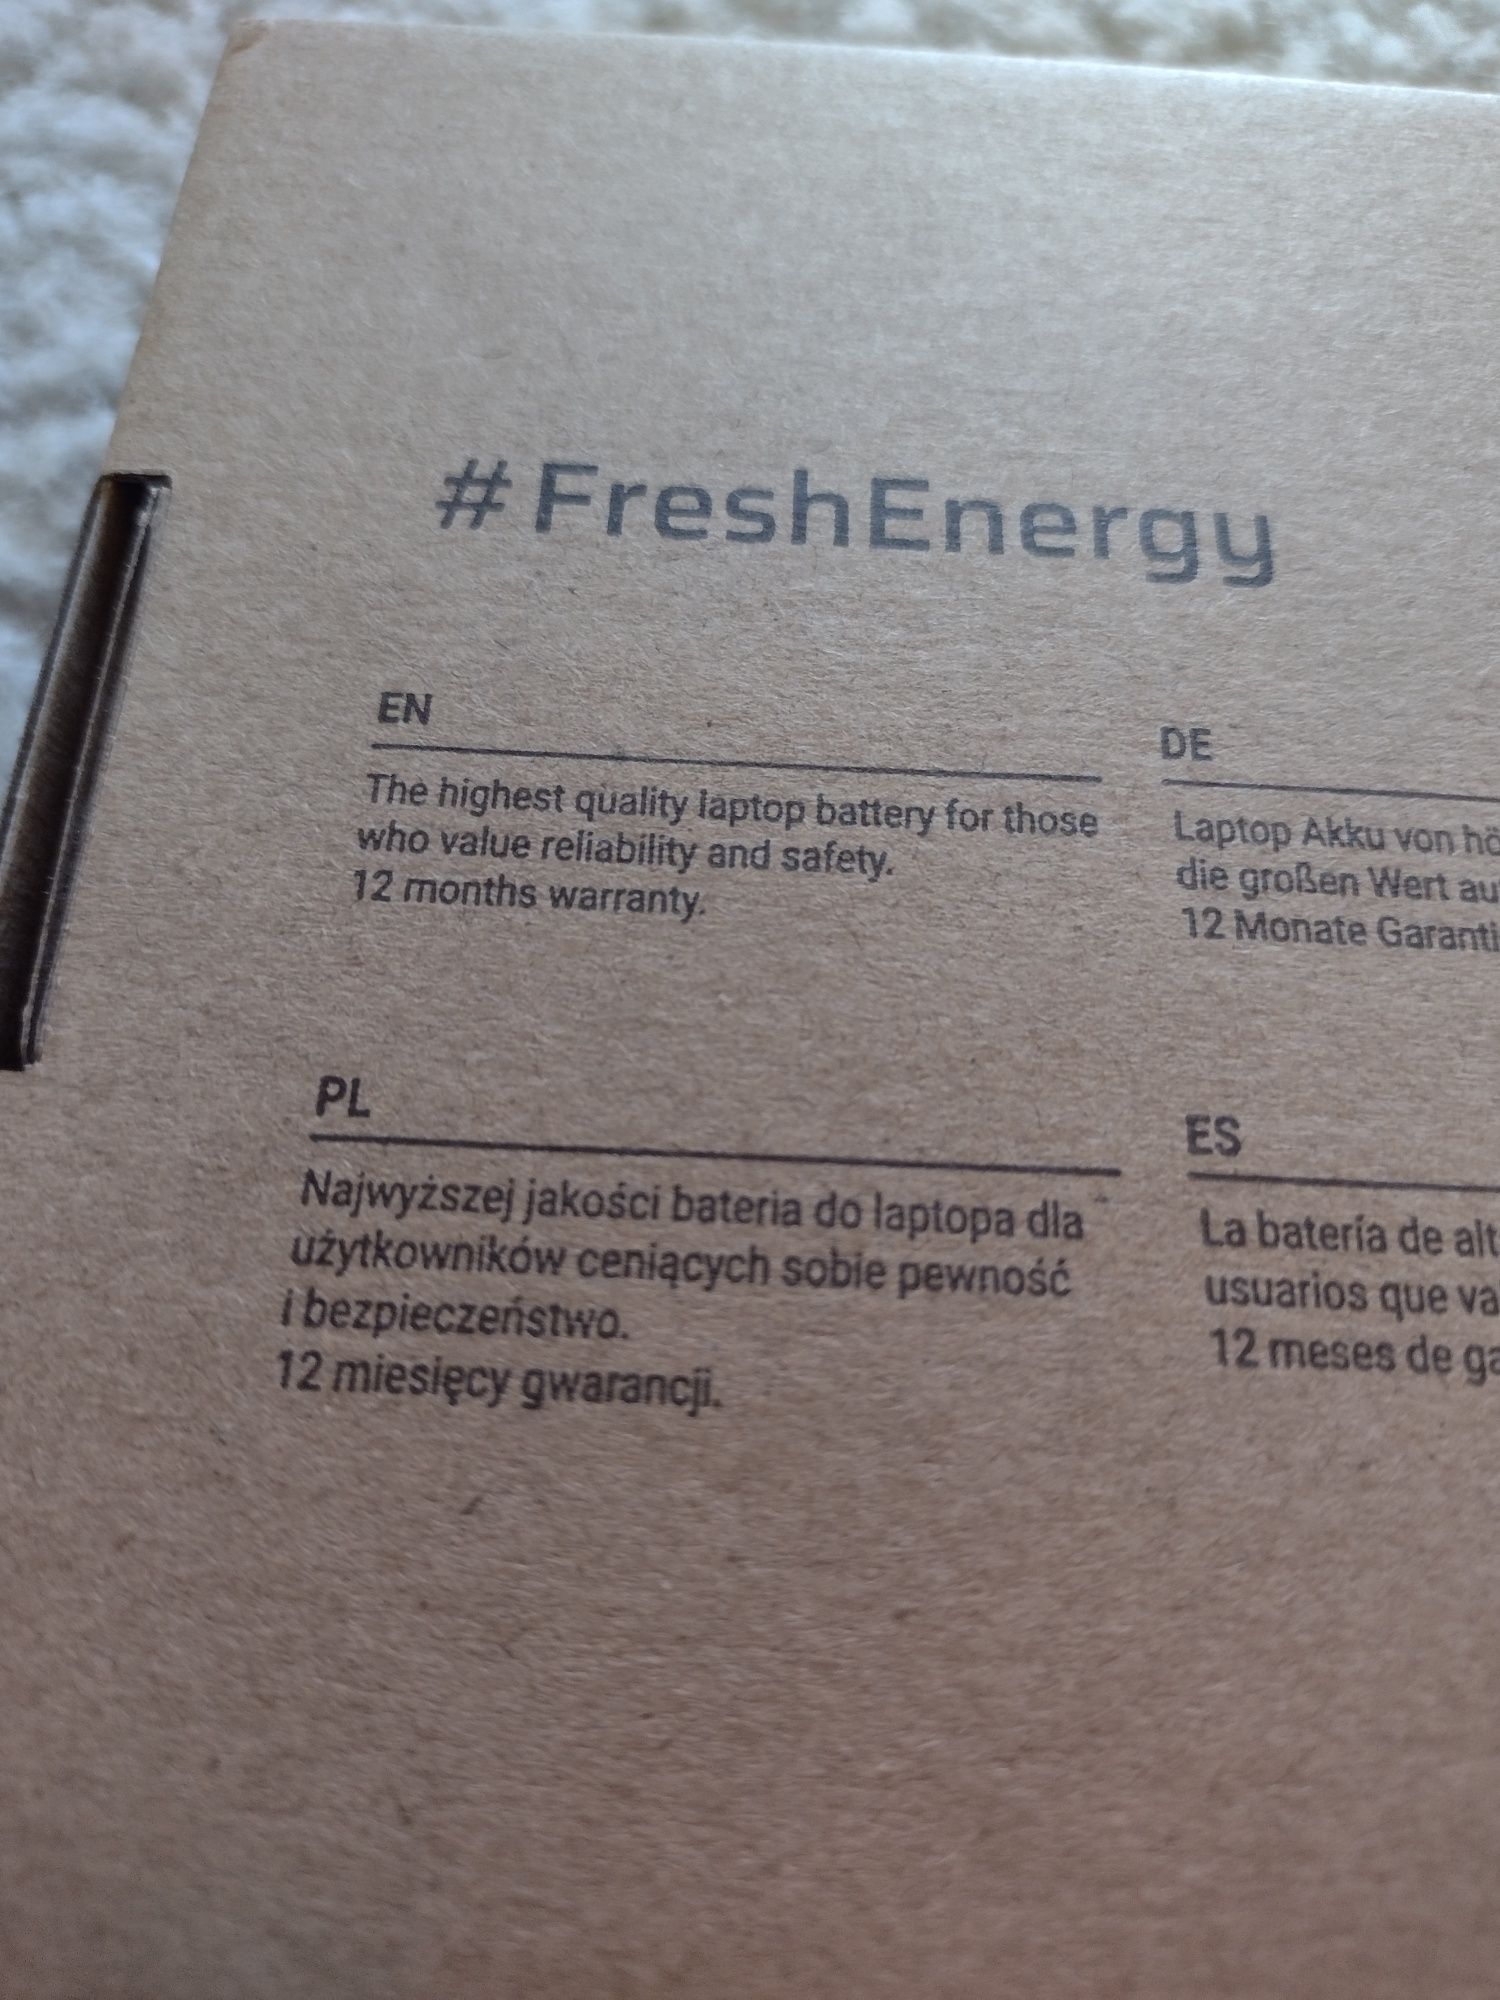 #FreshEnergy
EN
The highest quality laptop battery for those
who value reliability and safety.
12 months warranty.
DE
Laptop Akku von
die großen Wert
12 Monate
PL
Najwyższej jakości bateria do laptopa dla
użytkowników ceniących sobie pewność
i bezpieczeństwo.
12 miesięcy gwarancji.
ES
La batería de
usuarios que
12 meses de